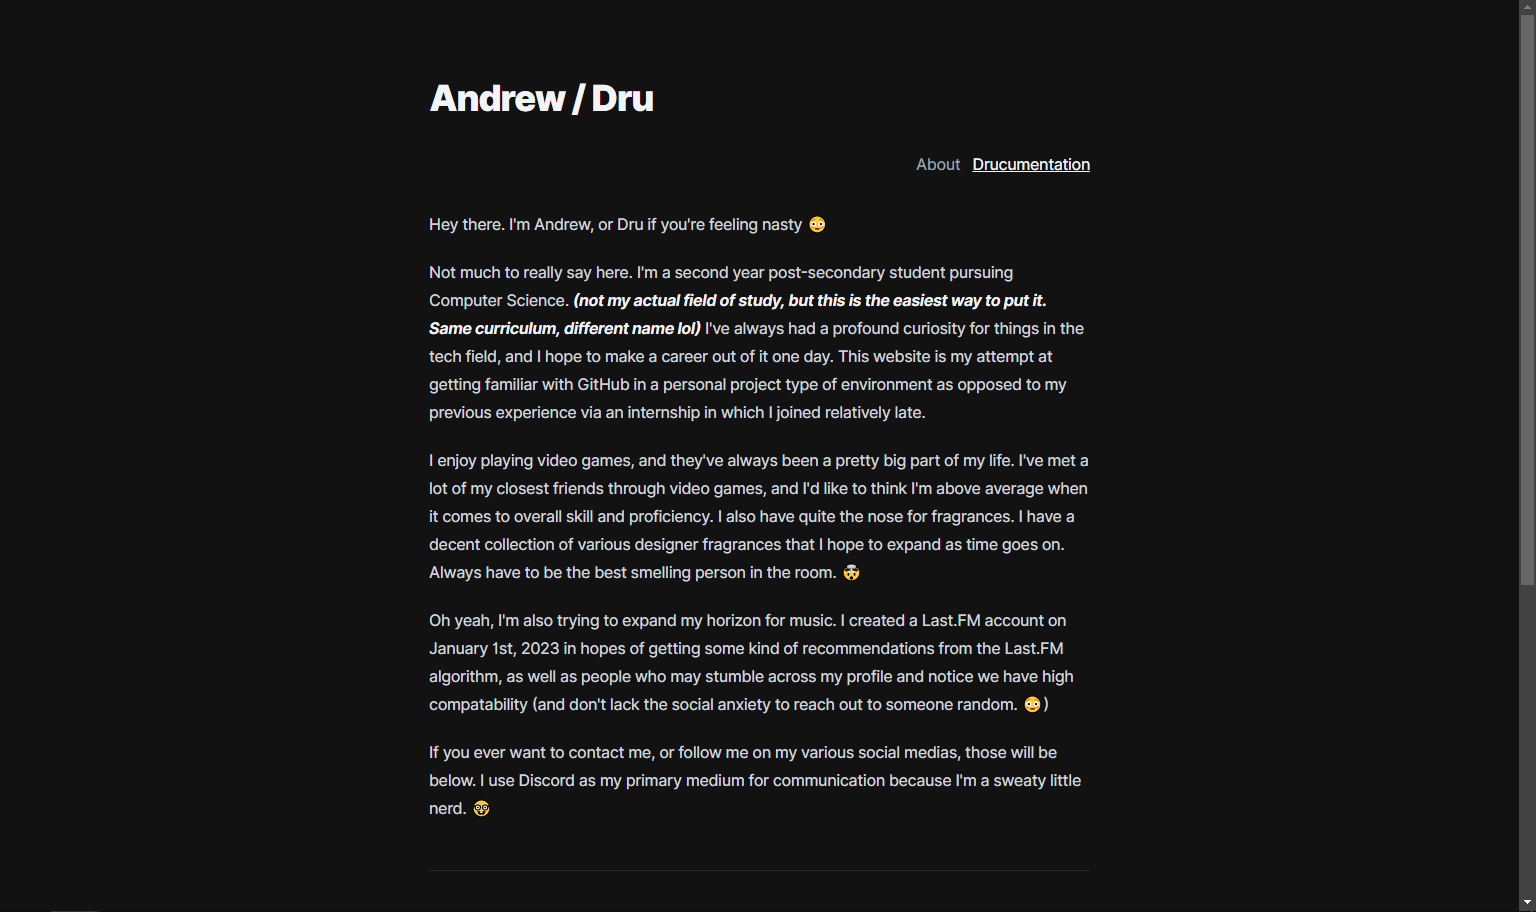 Andrew / Dru
About Drucumentation
Hey there. I'm Andrew, or Dru if you're feeling nasty 😳
Not much to really say here. I'm a second year post-secondary student pursuing
Computer Science. (not my actual field of study, but this is the easiest way to put it.
Same curriculum, different name lol) I've always had a profound curiosity for things in the
tech field, and I hope to make a career out of it one day. This website is my attempt at
getting familiar with GitHub in a personal project type of environment as opposed to my
previous experience via an internship in which I joined relatively late.
I enjoy playing video games, and they've always been a pretty big part of my life. I've met a
lot of my closest friends through video games, and I'd like to think I'm above average when
it comes to overall skill and proficiency. I also have quite the nose for fragrances. I have a
decent collection of various designer fragrances that I hope to expand as time goes on.
Always have to be the best smelling person in the room. 🤯
Oh yeah, I'm also trying to expand my horizon for music. I created a Last.FM account on
January 1st, 2023 in hopes of getting some kind of recommendations from the Last.FM
algorithm, as well as people who may stumble across my profile and notice we have high
compatability (and don't lack the social anxiety to reach out to someone random. 😳)
If you ever want to contact me, or follow me on my various social medias, those will be
below. I use Discord as my primary medium for communication because I'm a sweaty little
nerd. 🤓